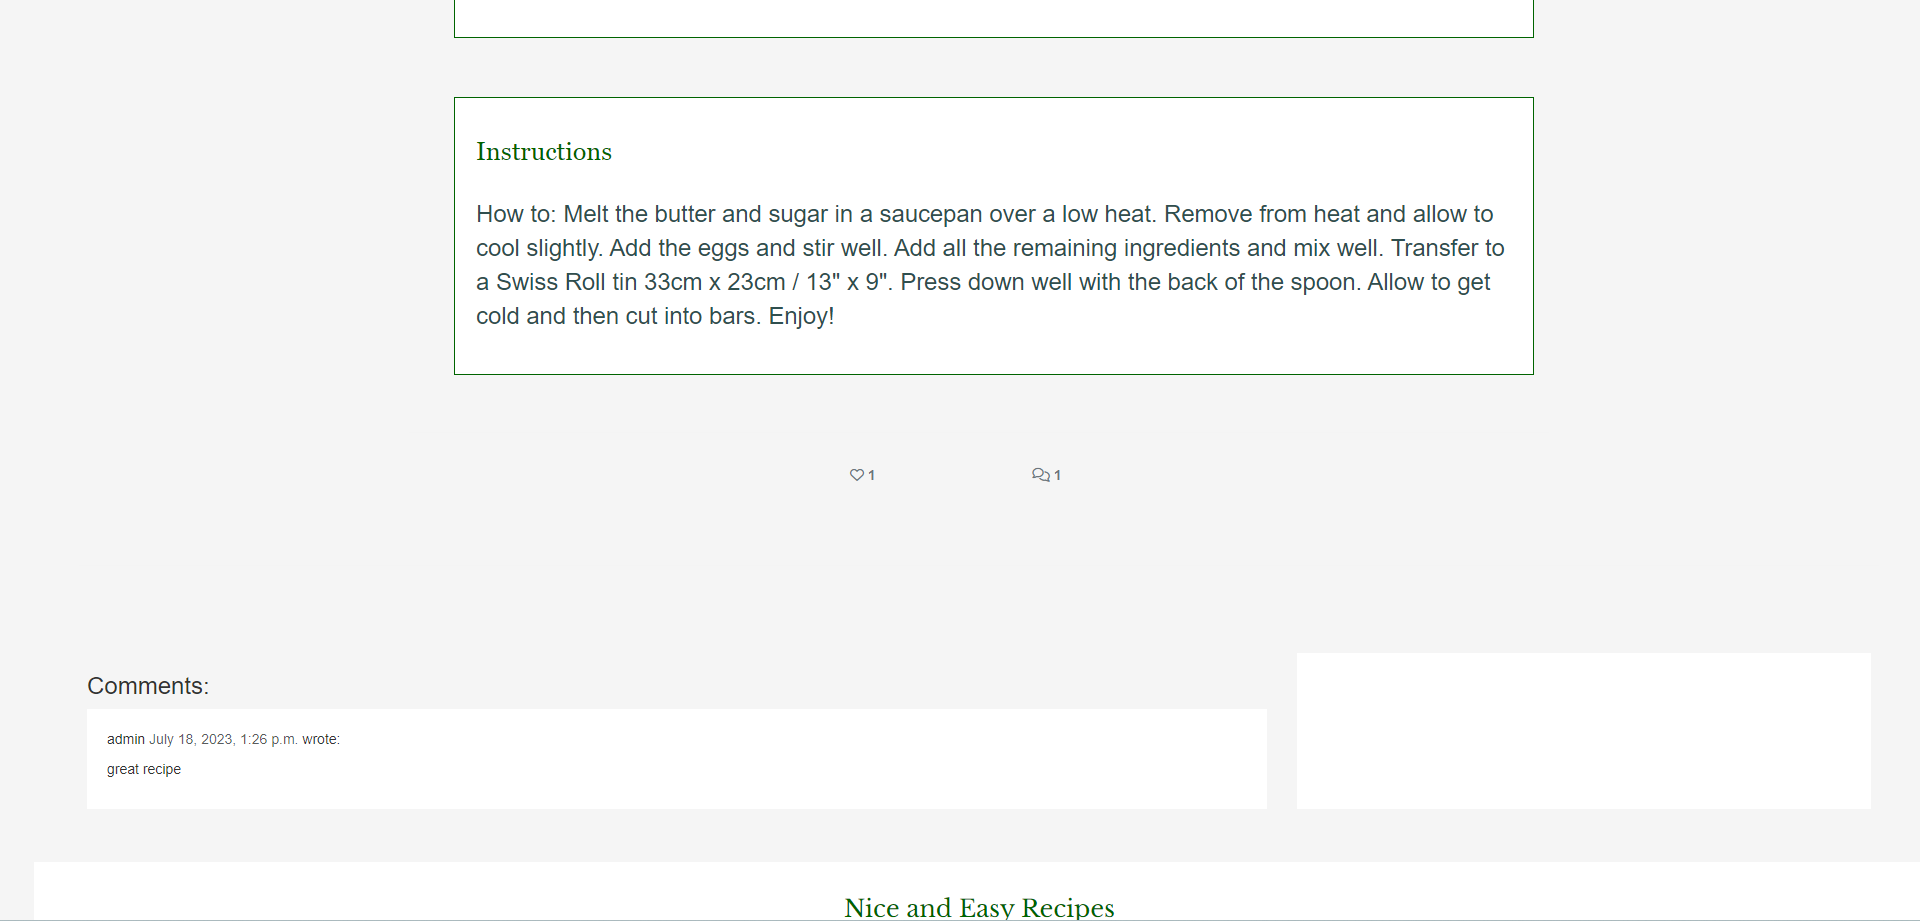 Instructions
How to: Melt the butter and sugar in a saucepan over a low heat. Remove from heat and allow to
cool slightly. Add the eggs and stir well. Add all the remaining ingredients and mix well. Transfer to
a Swiss Roll tin 33cm x 23cm / 13" x 9". Press down well with the back of the spoon. Allow to get
cold and then cut into bars. Enjoy!
1
1
Comments:
admin July 18, 2023, 1:26 p.m. wrote:
great recipe
Nice and Easy Recipes